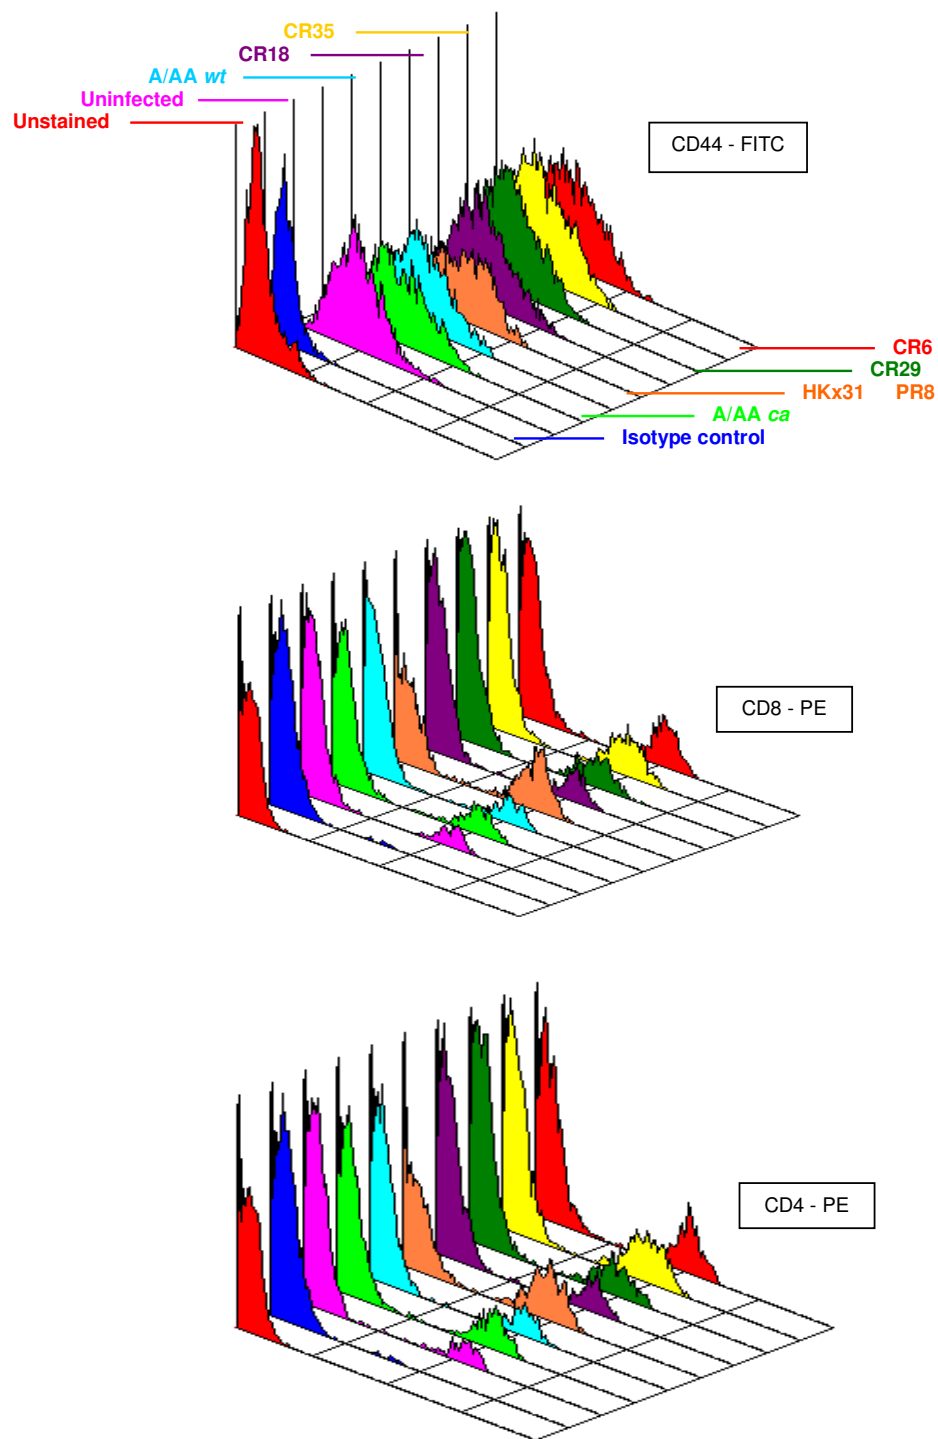 CR35
CR18
A/AA wt
Uninfected
Unstained
CD44 - FITC
CR6
CR29
HKx31 PR8
A/AA ca
Isotype control
CD8 - PE
CD4 - PE